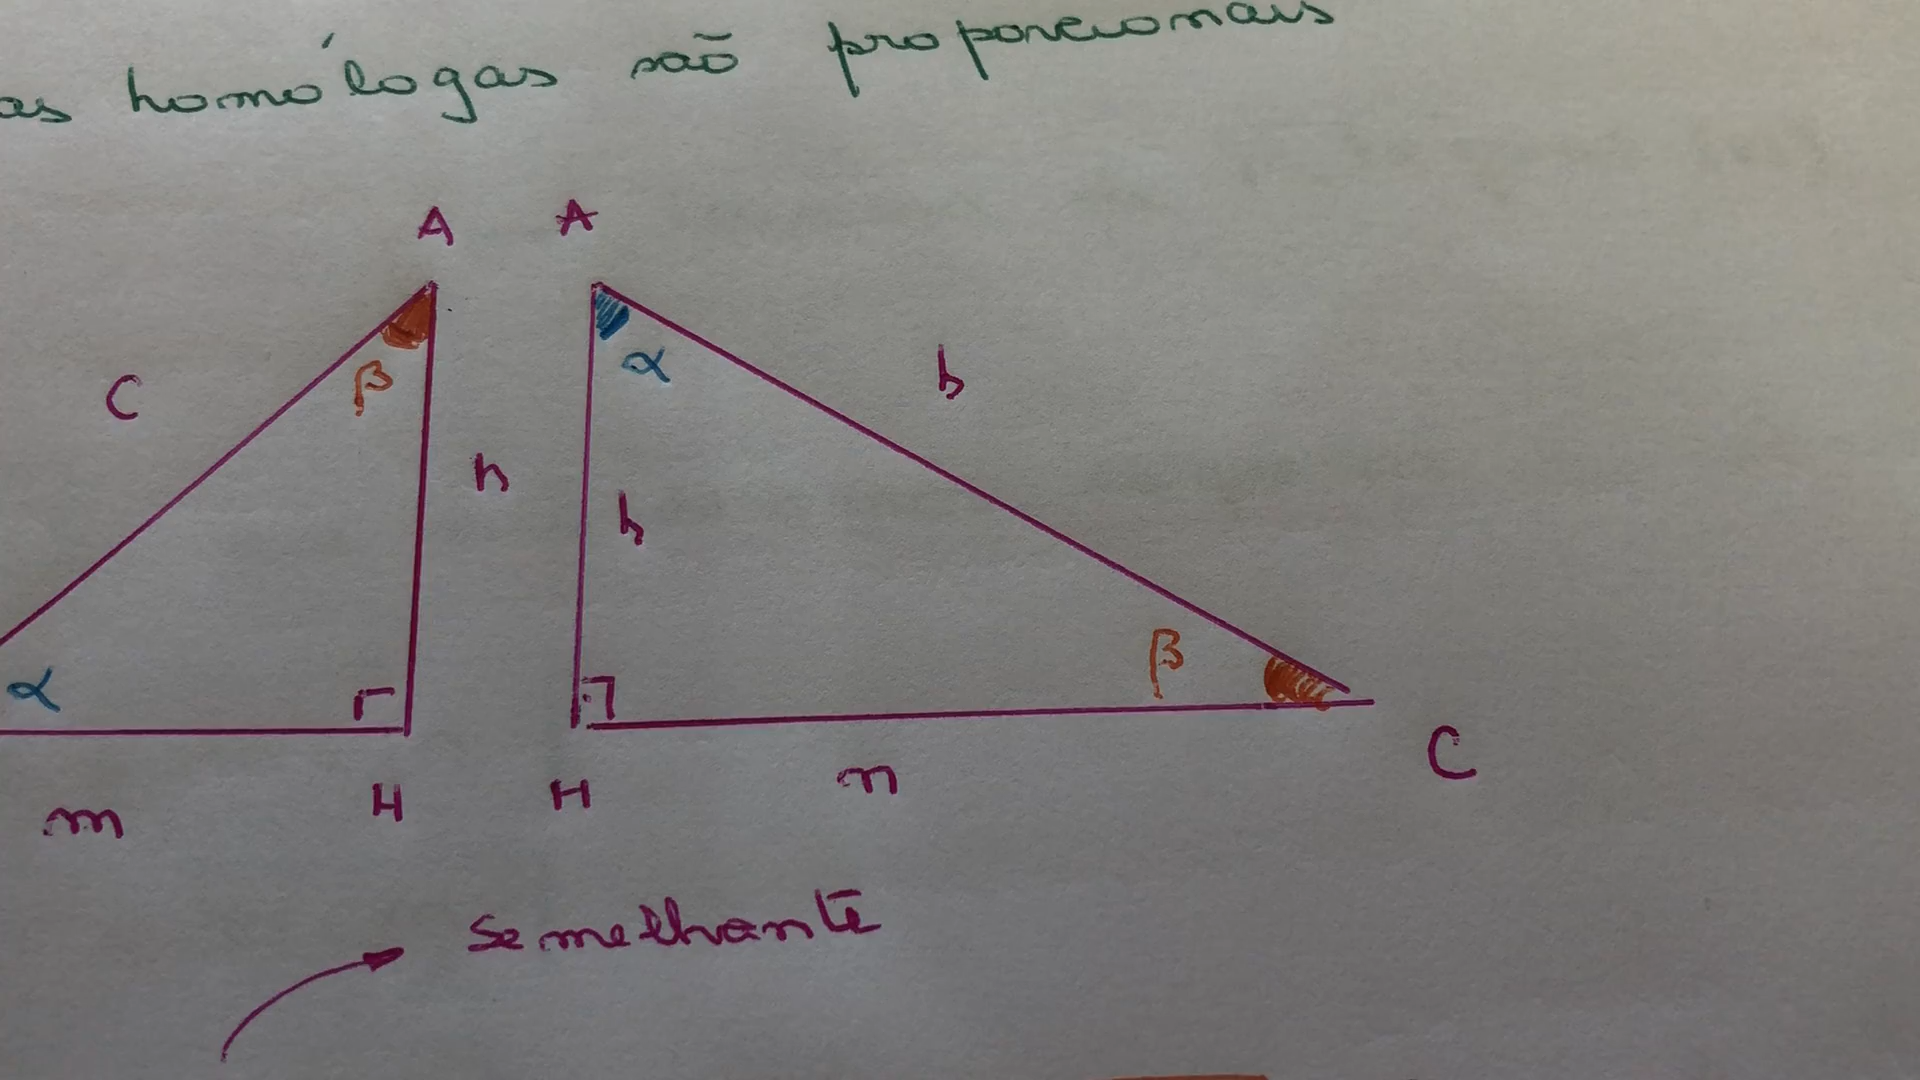 as homólogas são proporcionais
A A
C β h α b
h
α β
m H H n C
Semelhante